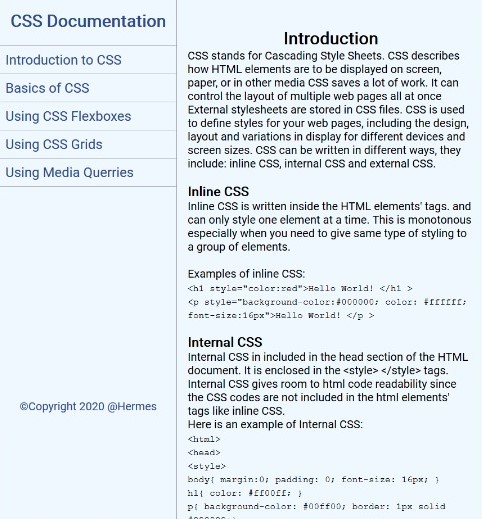 CSS Documentation
Introduction to CSS
Basics of CSS
Using CSS Flexboxes
Using CSS Grids
Using Media Querries
©Copyright 2020 @Hermes
Introduction
CSS stands for Cascading Style Sheets. CSS describes
how HTML elements are to be displayed on screen,
paper, or in other media CSS saves a lot of work. It can
control the layout of multiple web pages all at once
External stylesheets are stored in CSS files. CSS is used
to define styles for your web pages, including the design,
layout and variations in display for different devices and
screen sizes. CSS can be written in different ways, they
include: inline CSS, internal CSS and external CSS.
Inline CSS
Inline CSS is written inside the HTML elements' tags. and
can only style one element at a time. This is monotonous
especially when you need to give same type of styling to
a group of elements.
Examples of inline CSS:
<h1 style="color:red">Hello World! </h1 >
<p style="background-color:#000000; color: #ffffff;
font-size:16px">Hello World! </p >
Internal CSS
Internal CSS in included in the head section of the HTML
document. It is enclosed in the <style> </style> tags.
Internal CSS gives room to html code readability since
the CSS codes are not included in the html elements'
tags like inline CSS.
Here is an example of Internal CSS:
<html>
<head>
<style>
body{ margin:0; padding: 0; font-size: 16px; }
h1{ color: #ff00ff; }
p{ background-color: #00ff00; border: 1px solid